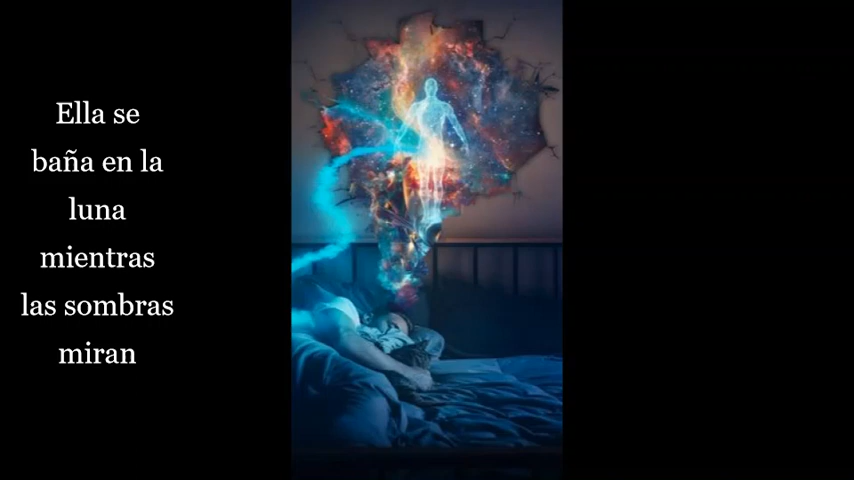 Ella se
baña en la
luna
mientras
las sombras
miran